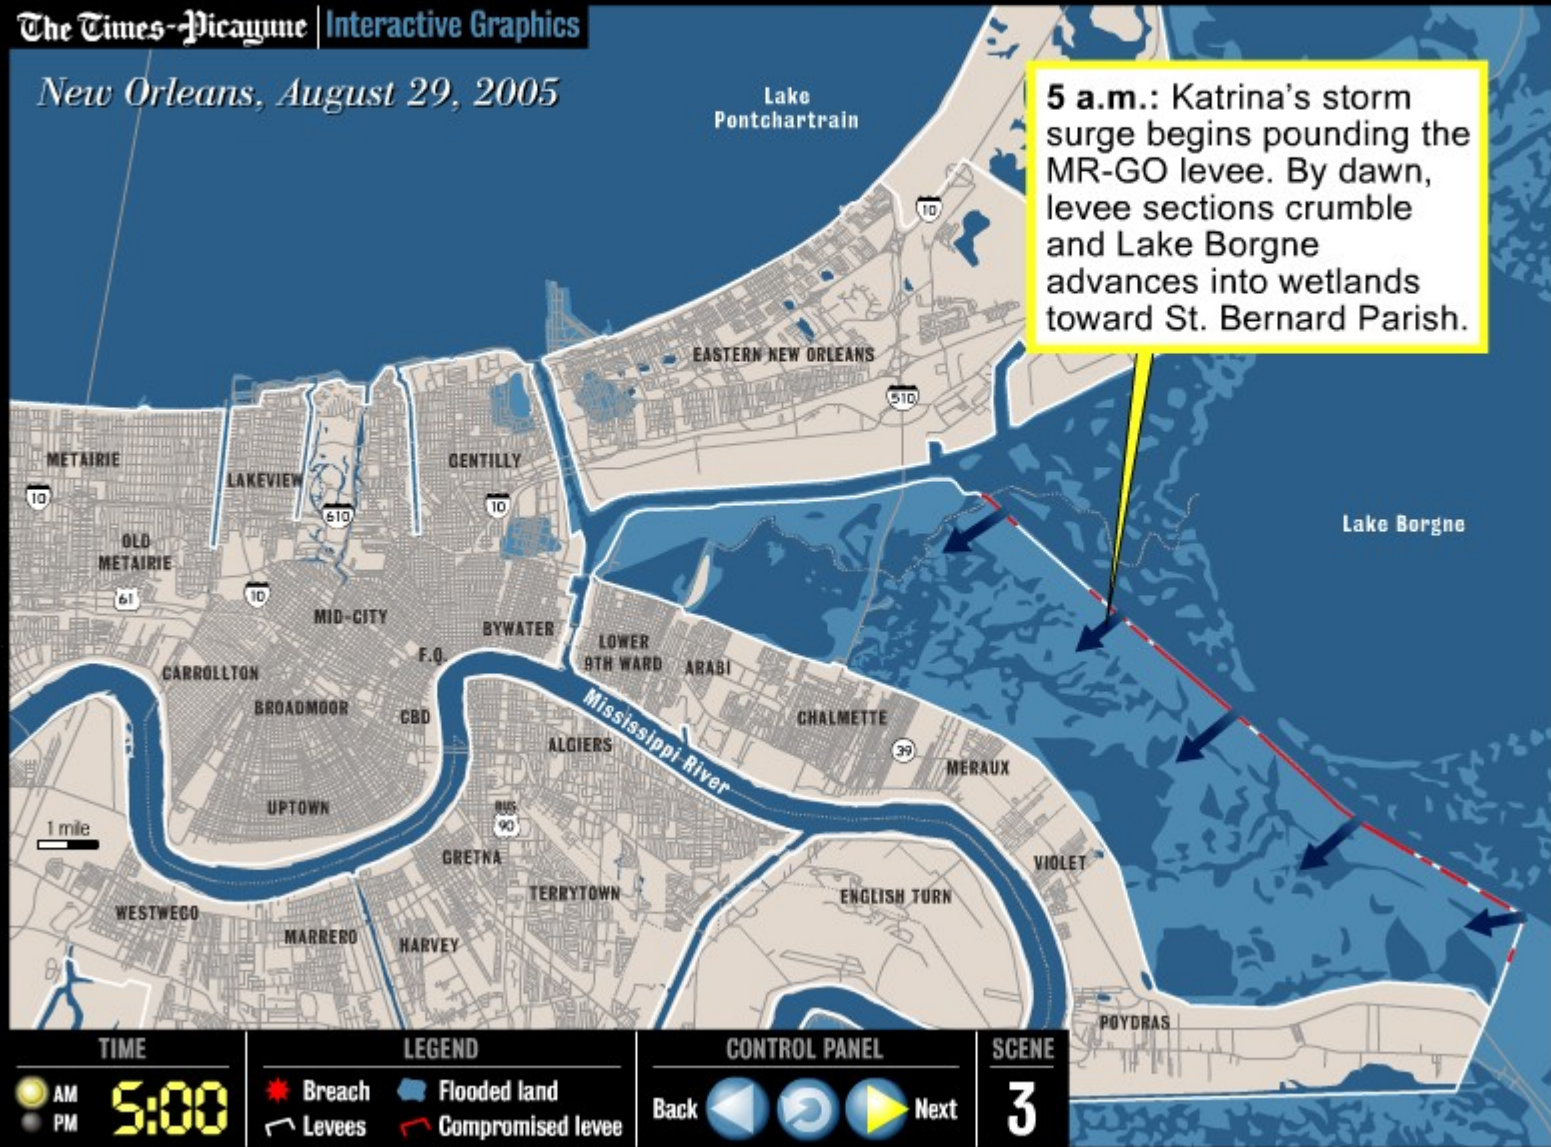 The Times-Picayune | Interactive Graphics
New Orleans, August 29, 2005
Lake
Pontchartrain
5 a.m.: Katrina's storm
surge begins pounding the
MR-GO levee. By dawn,
levee sections crumble
and Lake Borgne
advances into wetlands
toward St. Bernard Parish.
10
EASTERN NEW ORLEANS
510
METAIRIE
LAKEVIEW
GENTILLY
10
610
10
Lake Borgne
OLD
METAIRIE
61
10
MID-CITY
BYWATER
LOWER
9TH WARD
ARABI
F.Q.
CARROLLTON
BROADMOOR
CBD
Mississippi River
ALGIERS
CHALMETTE
39
MERAUX
UPTOWN
BUS
90
1 mile
GRETNA
VIOLET
TERRYTOWN
ENGLISH TURN
WESTWEGO
MARRERO
HARVEY
POYDRAS
TIME
AM
PM
5:00
LEGEND
Breach
Flooded land
Levees
Compromised levee
CONTROL PANEL
Back
Next
SCENE
3